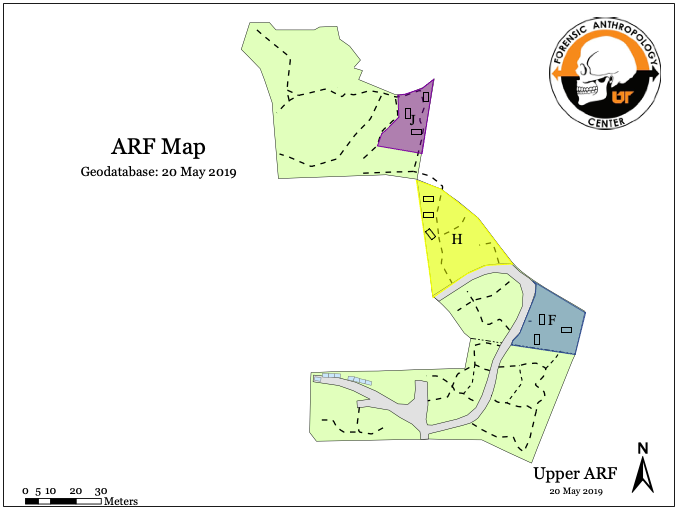 FORENSIC ANTHROPOLOGY
UT
CENTER
J
ARF Map
Geodatabase: 20 May 2019
H
F
N
Upper ARF
20 May 2019
0 5 10 20 30
Meters